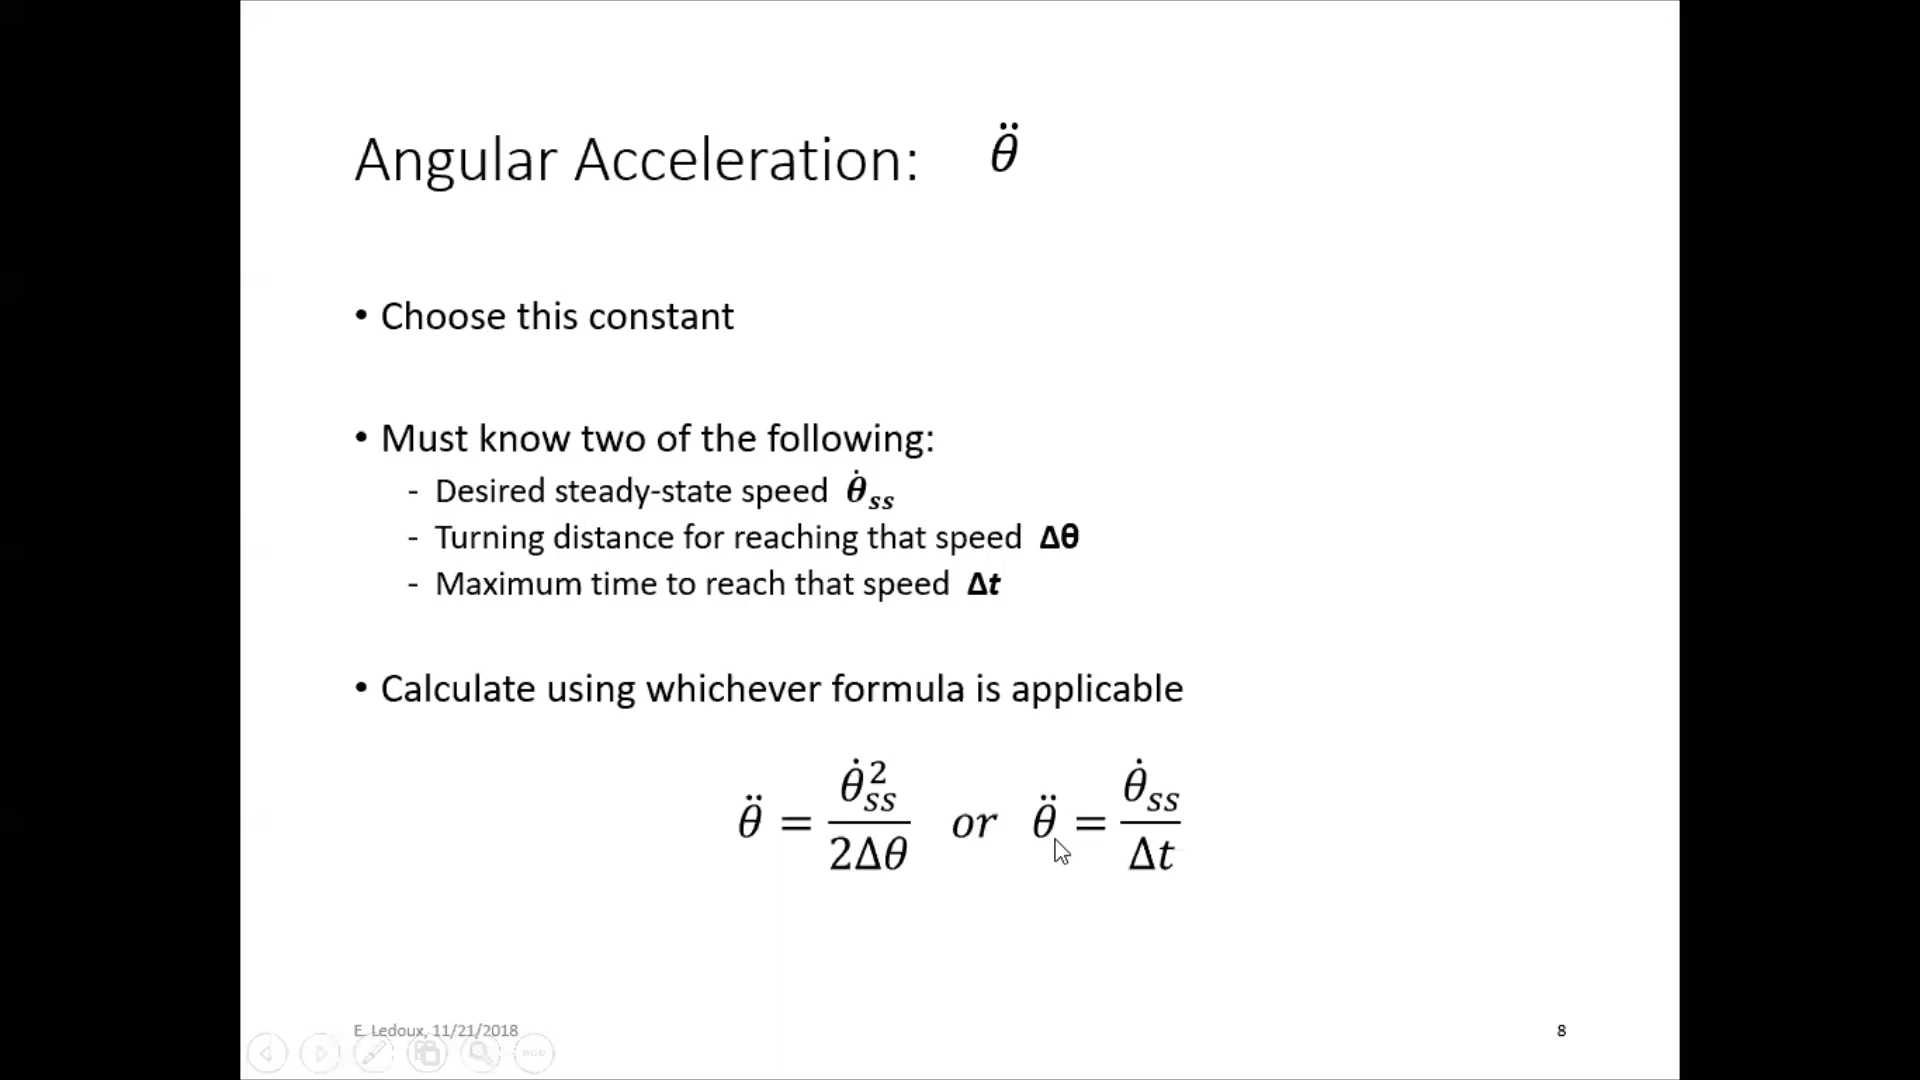 Angular Acceleration: θ̈
• Choose this constant
• Must know two of the following:
- Desired steady-state speed θ̇ₛₛ
- Turning distance for reaching that speed Δθ
- Maximum time to reach that speed Δt
• Calculate using whichever formula is applicable
θ̈ = θ̇ₛₛ² / 2Δθ or θ̈ = θ̇ₛₛ / Δt
E. Ledoux, 11/21/2018
8